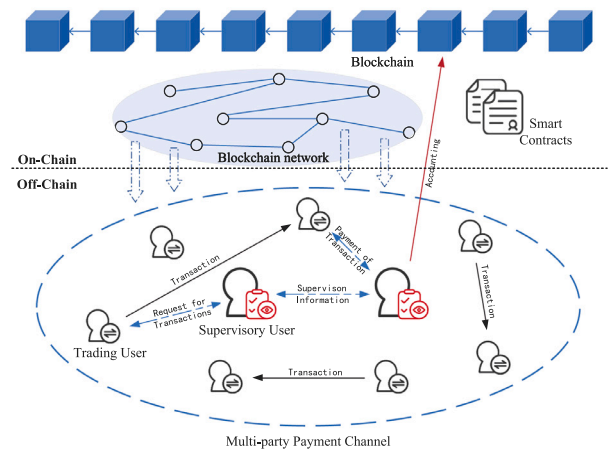 Blockchain
Smart
Contracts
Blockchain network
On-Chain
Off-Chain
Accounting
Payment of
Transaction
Transaction
Transaction
Request for
Transactions
Supervison
Information
Supervisory User
Trading User
Transaction
Multi-party Payment Channel